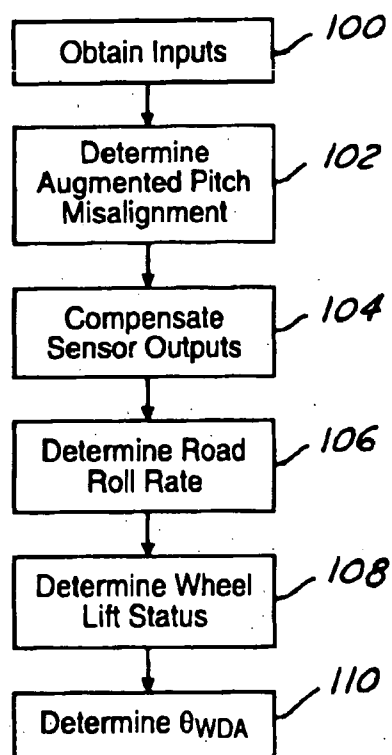 Obtain Inputs
100
Determine
Augmented Pitch
Misalignment
102
Compensate
Sensor Outputs
104
Determine Road
Roll Rate
106
Determine Wheel
Lift Status
108
Determine θWDA
110